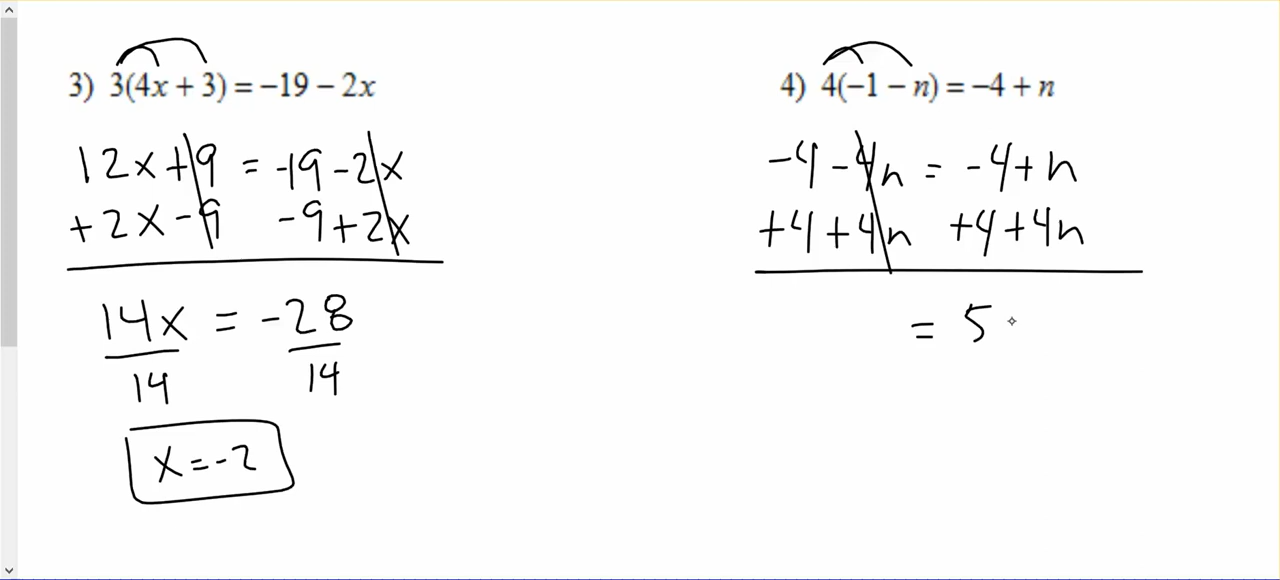 3) 3(4x + 3) = −19 − 2x
12x + 9 = -19 - 2x
+ 2x - 9 - 9 + 2x
14x = - 28
14 14
x = - 2
4) 4(−1 − n) = −4 + n
- 4 - 4n = - 4 + n
+ 4 + 4n + 4 + 4n
= 5